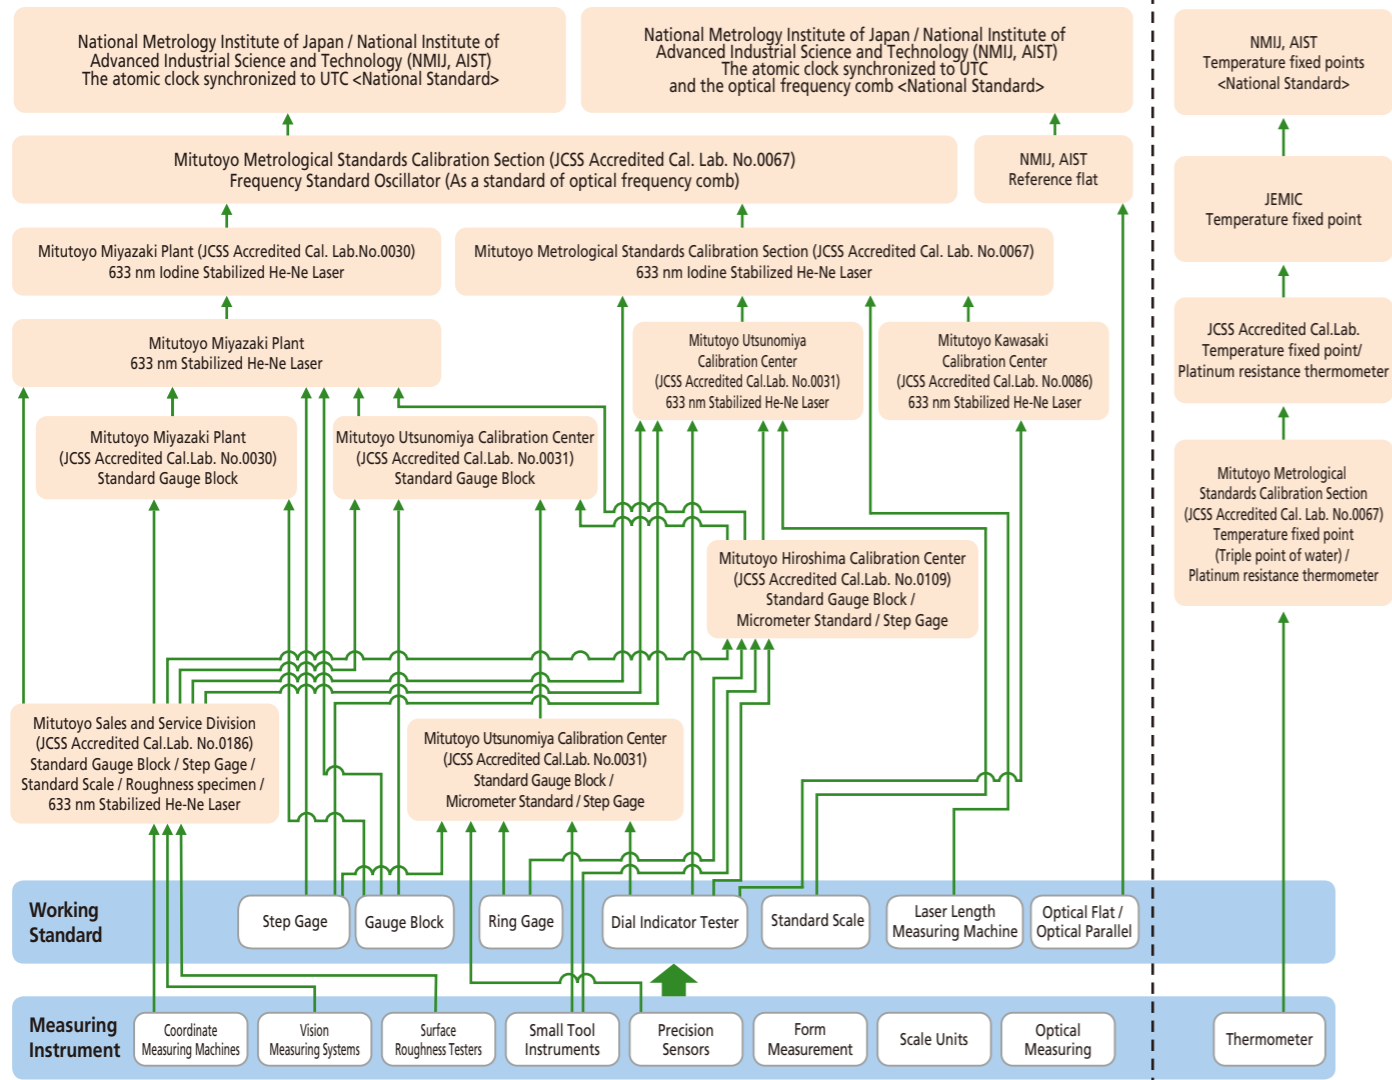 National Metrology Institute of Japan / National Institute of
Advanced Industrial Science and Technology (NMIJ, AIST)
The atomic clock synchronized to UTC <National Standard>
National Metrology Institute of Japan / National Institute of
Advanced Industrial Science and Technology (NMIJ, AIST)
The atomic clock synchronized to UTC
and the optical frequency comb <National Standard>
NMIJ, AIST
Temperature fixed points
<National Standard>
Mitutoyo Metrological Standards Calibration Section (JCSS Accredited Cal. Lab. No.0067)
Frequency Standard Oscillator (As a standard of optical frequency comb)
NMIJ, AIST
Reference flat
JEMIC
Temperature fixed point
Mitutoyo Miyazaki Plant (JCSS Accredited Cal. Lab.No.0030)
633 nm Iodine Stabilized He-Ne Laser
Mitutoyo Metrological Standards Calibration Section (JCSS Accredited Cal. Lab. No.0067)
633 nm Iodine Stabilized He-Ne Laser
Mitutoyo Miyazaki Plant
633 nm Stabilized He-Ne Laser
Mitutoyo Utsunomiya
Calibration Center
(JCSS Accredited Cal.Lab. No.0031)
633 nm Stabilized He-Ne Laser
Mitutoyo Kawasaki
Calibration Center
(JCSS Accredited Cal.Lab. No.0086)
633 nm Stabilized He-Ne Laser
JCSS Accredited Cal.Lab.
Temperature fixed point/
Platinum resistance thermometer
Mitutoyo Miyazaki Plant
(JCSS Accredited Cal.Lab. No.0030)
Standard Gauge Block
Mitutoyo Utsunomiya Calibration Center
(JCSS Accredited Cal.Lab. No.0031)
Standard Gauge Block
Mitutoyo Metrological
Standards Calibration Section
(JCSS Accredited Cal. Lab. No.0067)
Temperature fixed point
(Triple point of water) /
Platinum resistance thermometer
Mitutoyo Hiroshima Calibration Center
(JCSS Accredited Cal.Lab. No.0109)
Standard Gauge Block /
Micrometer Standard / Step Gage
Mitutoyo Sales and Service Division
(JCSS Accredited Cal.Lab. No.0186)
Standard Gauge Block / Step Gage /
Standard Scale / Roughness specimen /
633 nm Stabilized He-Ne Laser
Mitutoyo Utsunomiya Calibration Center
(JCSS Accredited Cal.Lab. No.0031)
Standard Gauge Block /
Micrometer Standard / Step Gage
Working
Standard
Step Gage
Gauge Block
Ring Gage
Dial Indicator Tester
Standard Scale
Laser Length
Measuring Machine
Optical Flat /
Optical Parallel
Measuring
Instrument
Coordinate
Measuring Machines
Vision
Measuring Systems
Surface
Roughness Testers
Small Tool
Instruments
Precision
Sensors
Form
Measurement
Scale Units
Optical
Measuring
Thermometer